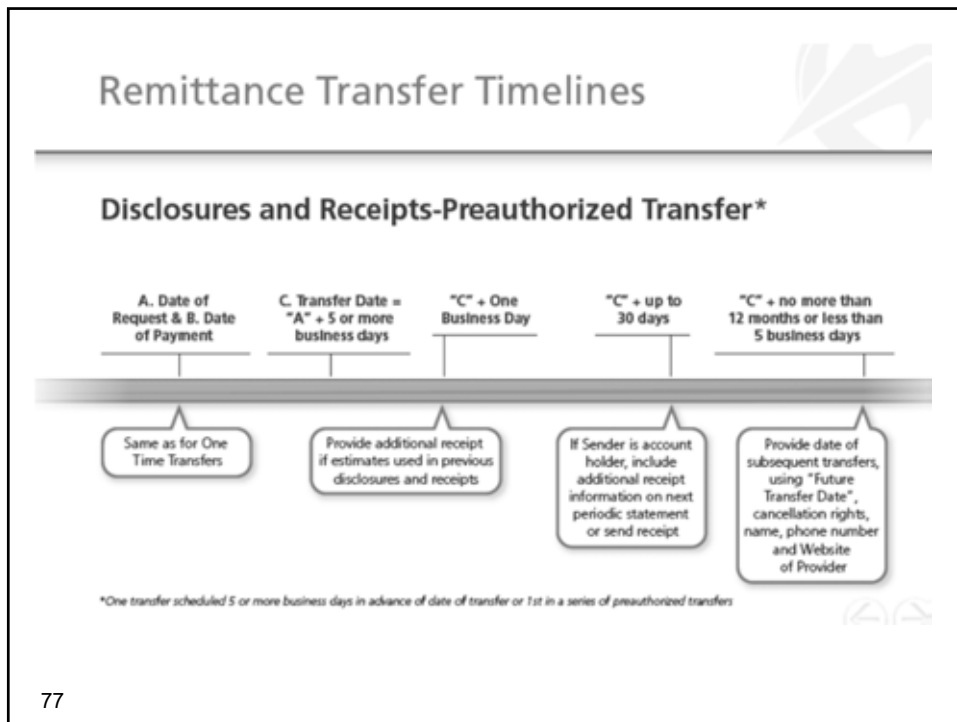 Remittance Transfer Timelines
Disclosures and Receipts-Preauthorized Transfer*
A. Date of
Request & B. Date
of Payment
C. Transfer Date =
"A" + 5 or more
business days
"C" + One
Business Day
"C" + up to
30 days
"C" + no more than
12 months or less than
5 business days
Same as for One
Time Transfers
Provide additional receipt
if estimates used in previous
disclosures and receipts
If Sender is account
holder, include
additional receipt
information on next
periodic statement
or send receipt
Provide date of
subsequent transfers,
using "Future
Transfer Date",
cancellation rights,
name, phone number
and Website
of Provider
*One transfer scheduled 5 or more business days in advance of date of transfer or 1st in a series of preauthorized transfers
77